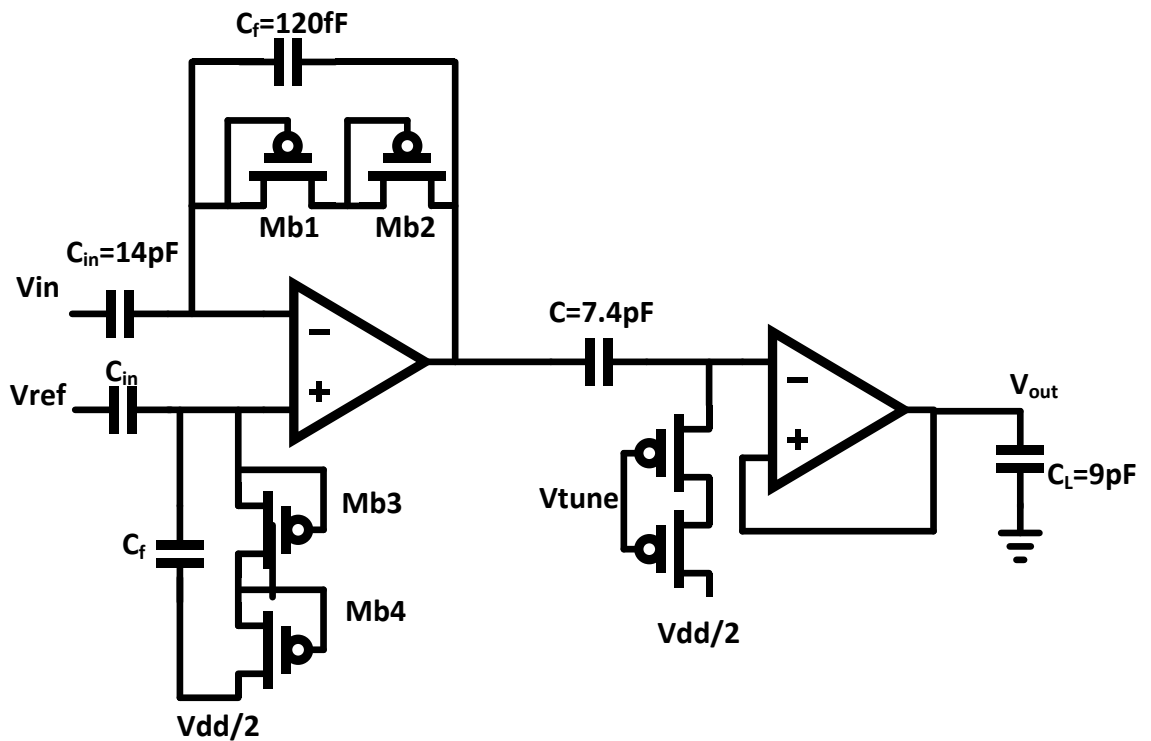 Cf=120fF
Mb1 Mb2
Cin=14pF
Vin
C=7.4pF
−
−
Cin
Vref
+
Vout
+
CL=9pF
Vtune
Mb3
Cf
Mb4
Vdd/2
Vdd/2